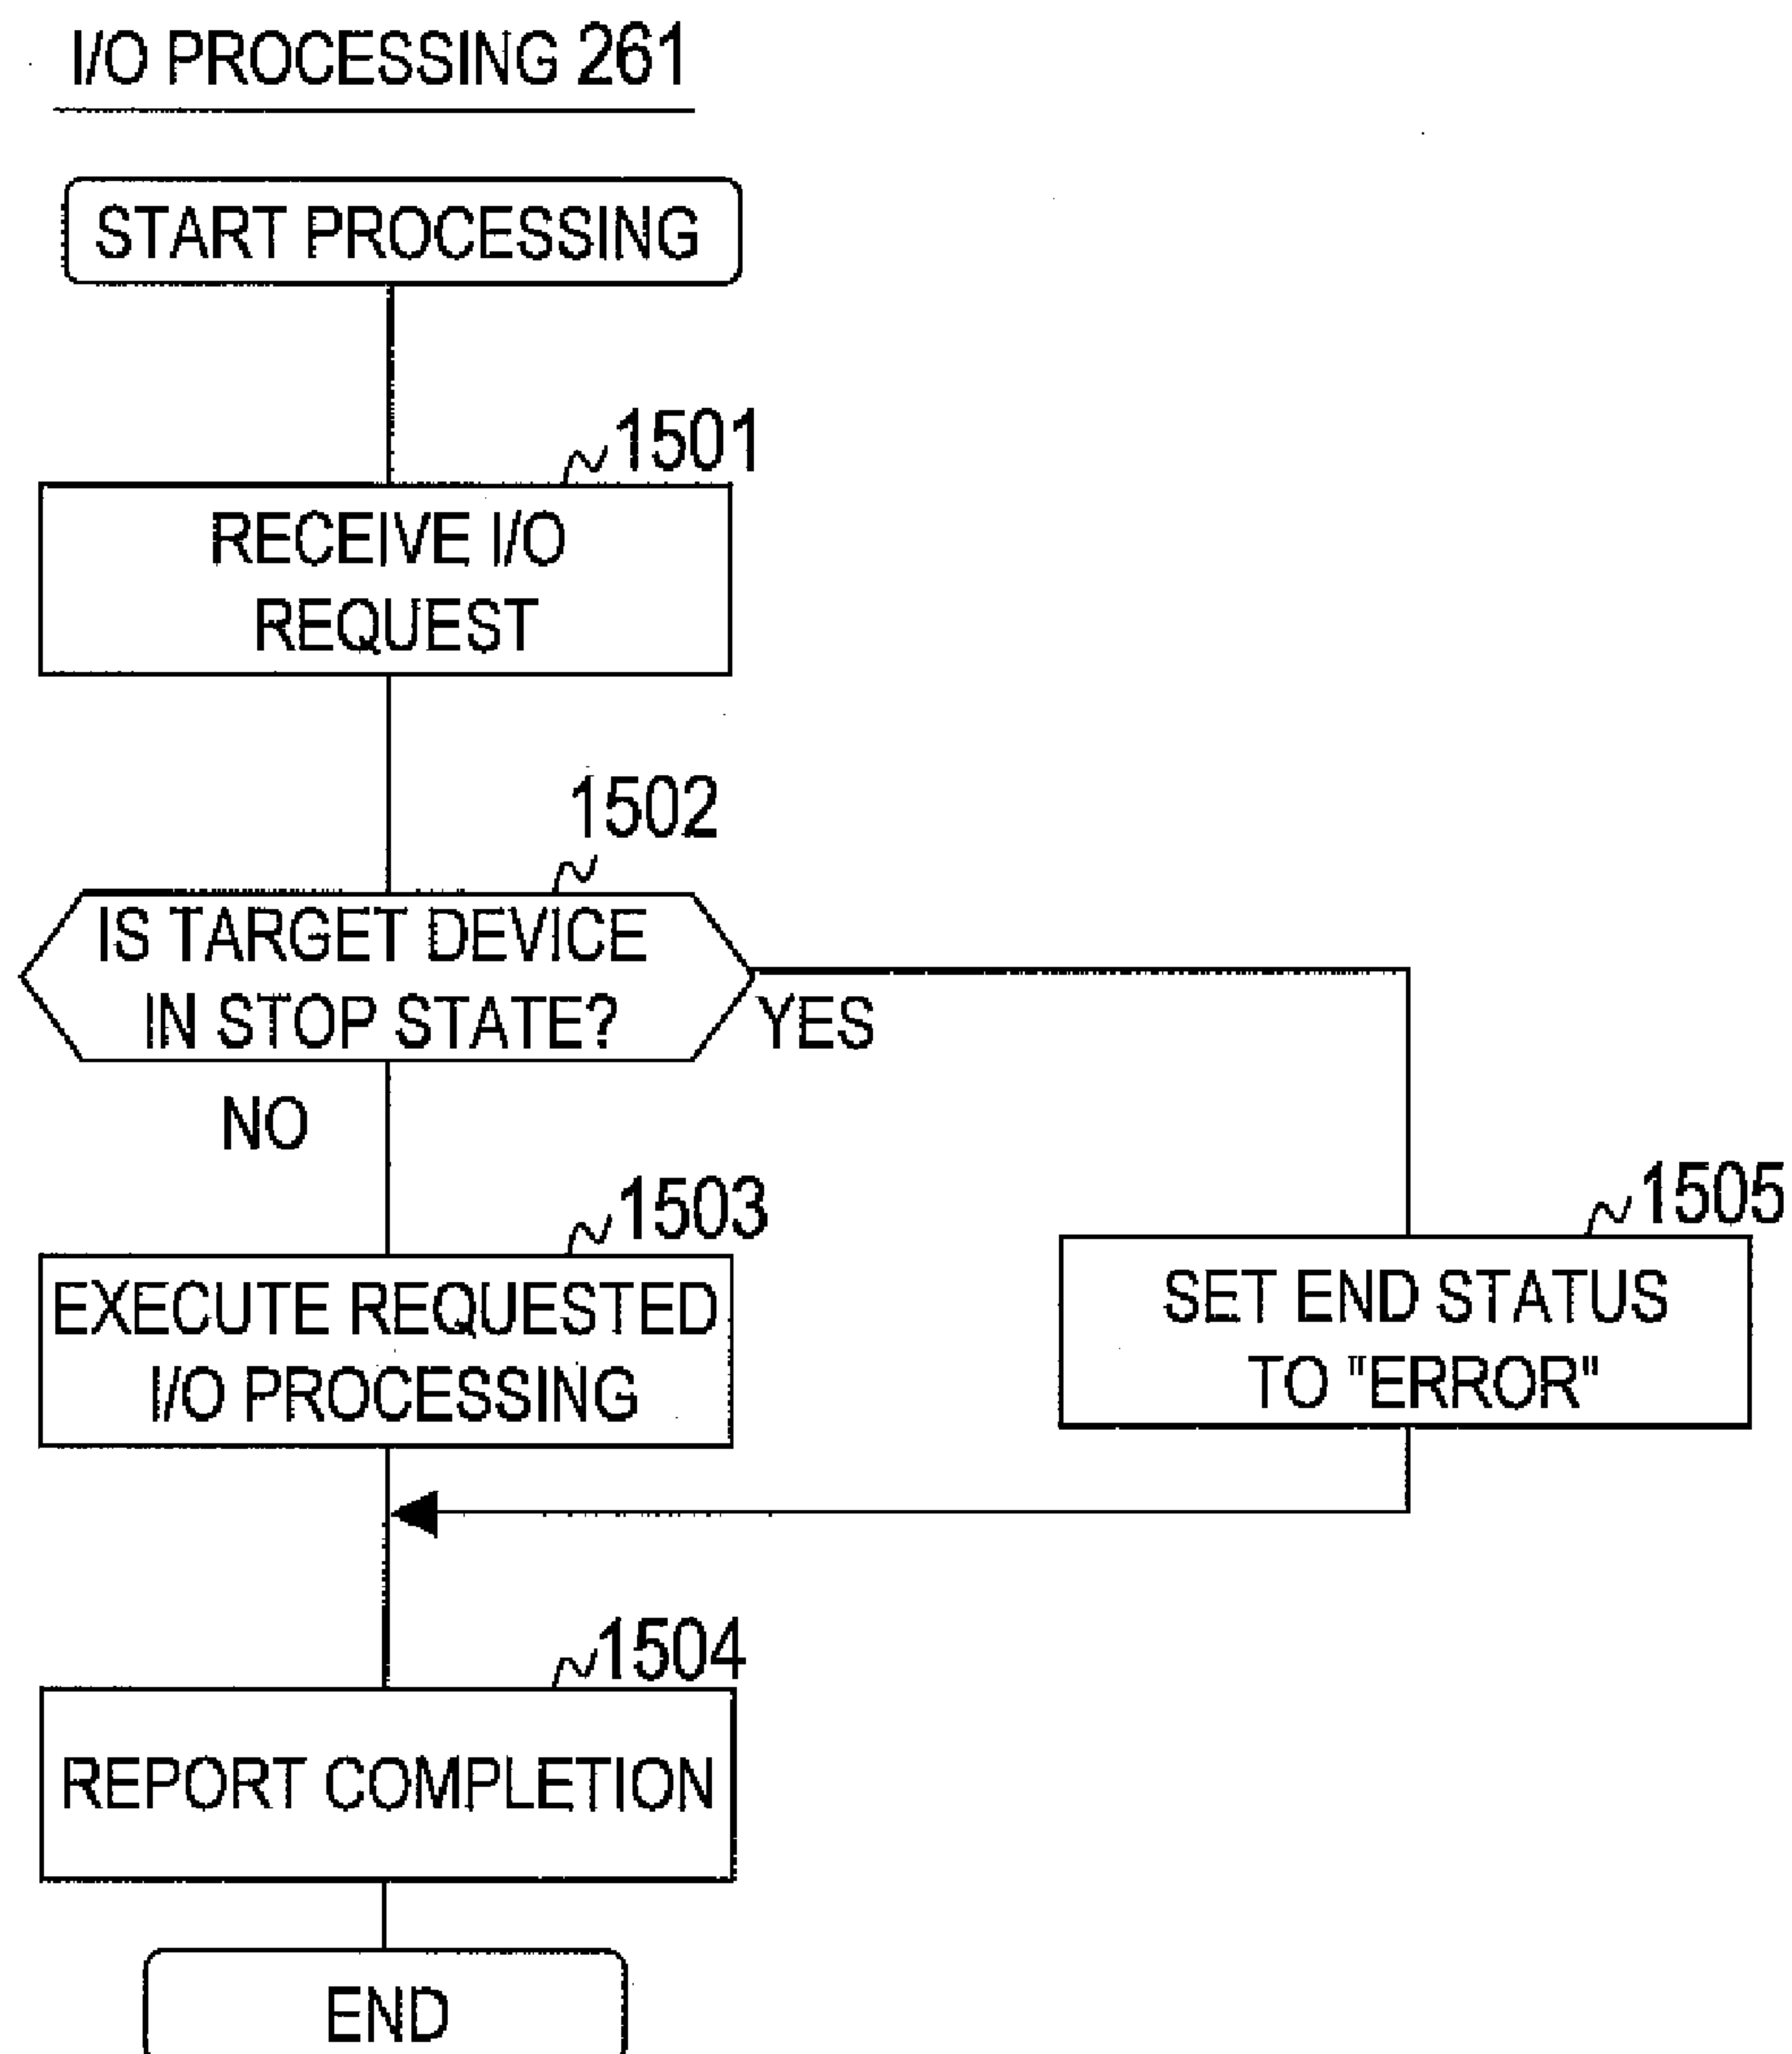 I/O PROCESSING 261
START PROCESSING
1501
RECEIVE I/O
REQUEST
1502
IS TARGET DEVICE
IN STOP STATE?
YES
NO
1503
EXECUTE REQUESTED
I/O PROCESSING
1505
SET END STATUS
TO "ERROR"
1504
REPORT COMPLETION
END